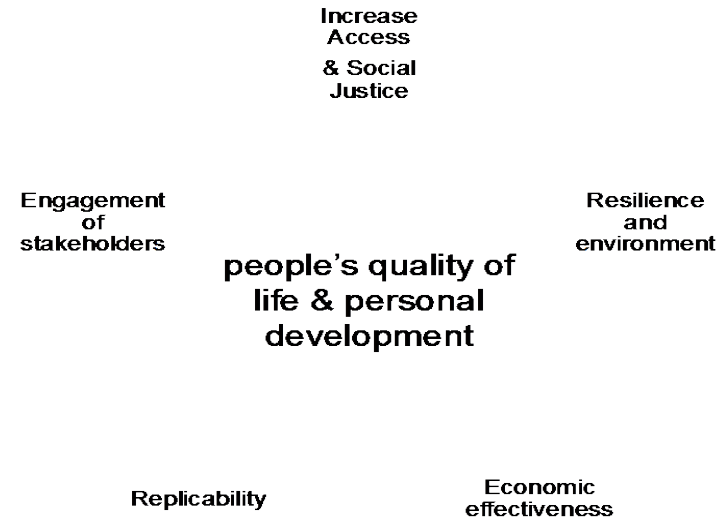 Increase
Access
& Social
Justice
Engagement
of
stakeholders
Resilience
and
environment
people's quality of
life & personal
development
Replicability
Economic
effectiveness